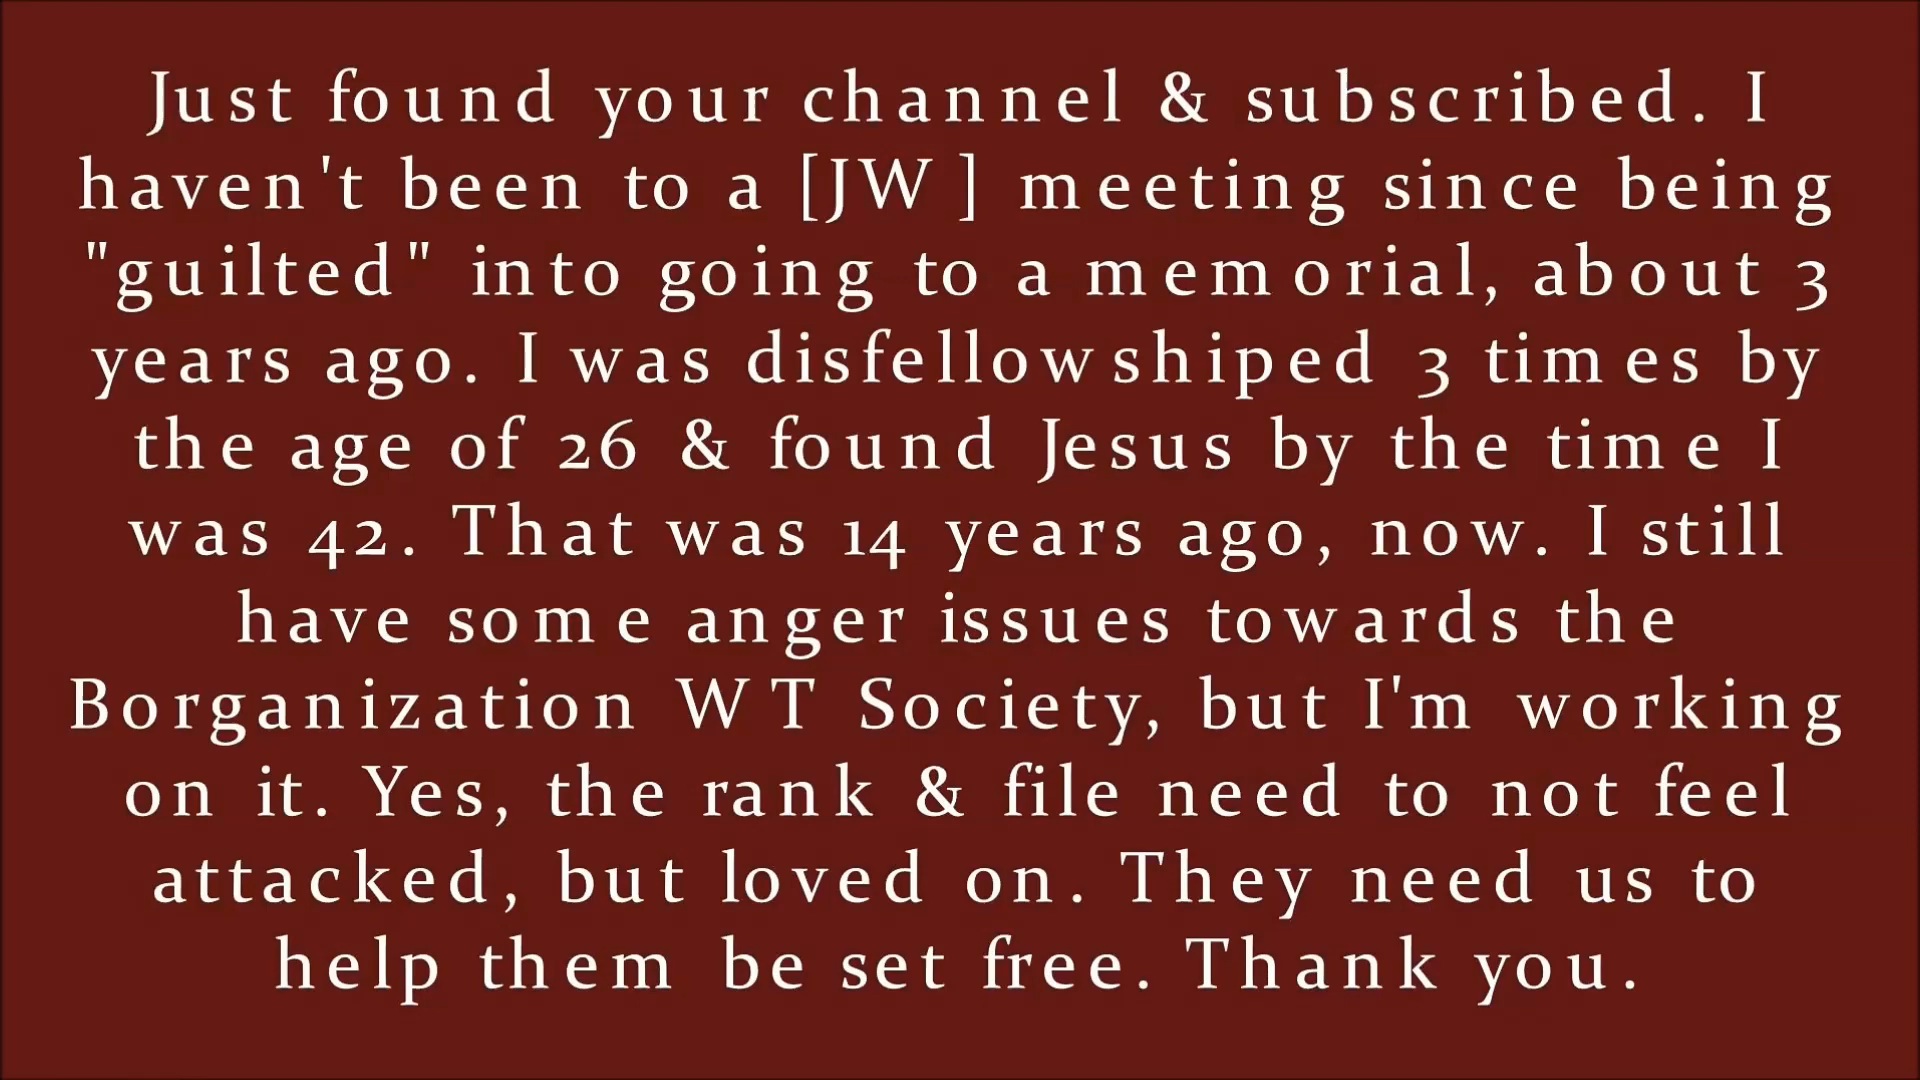 Just found your channel & subscribed. I
haven't been to a [JW ] meeting since being
"guilted" into going to a memorial, about 3
years ago. I was disfellowshiped 3 times by
the age of 26 & found Jesus by the time I
was 42. That was 14 years ago, now. I still
have some anger issues towards the
Borganization WT Society, but I'm working
on it. Yes, the rank & file need to not feel
attacked, but loved on. They need us to
help them be set free. Thank you.